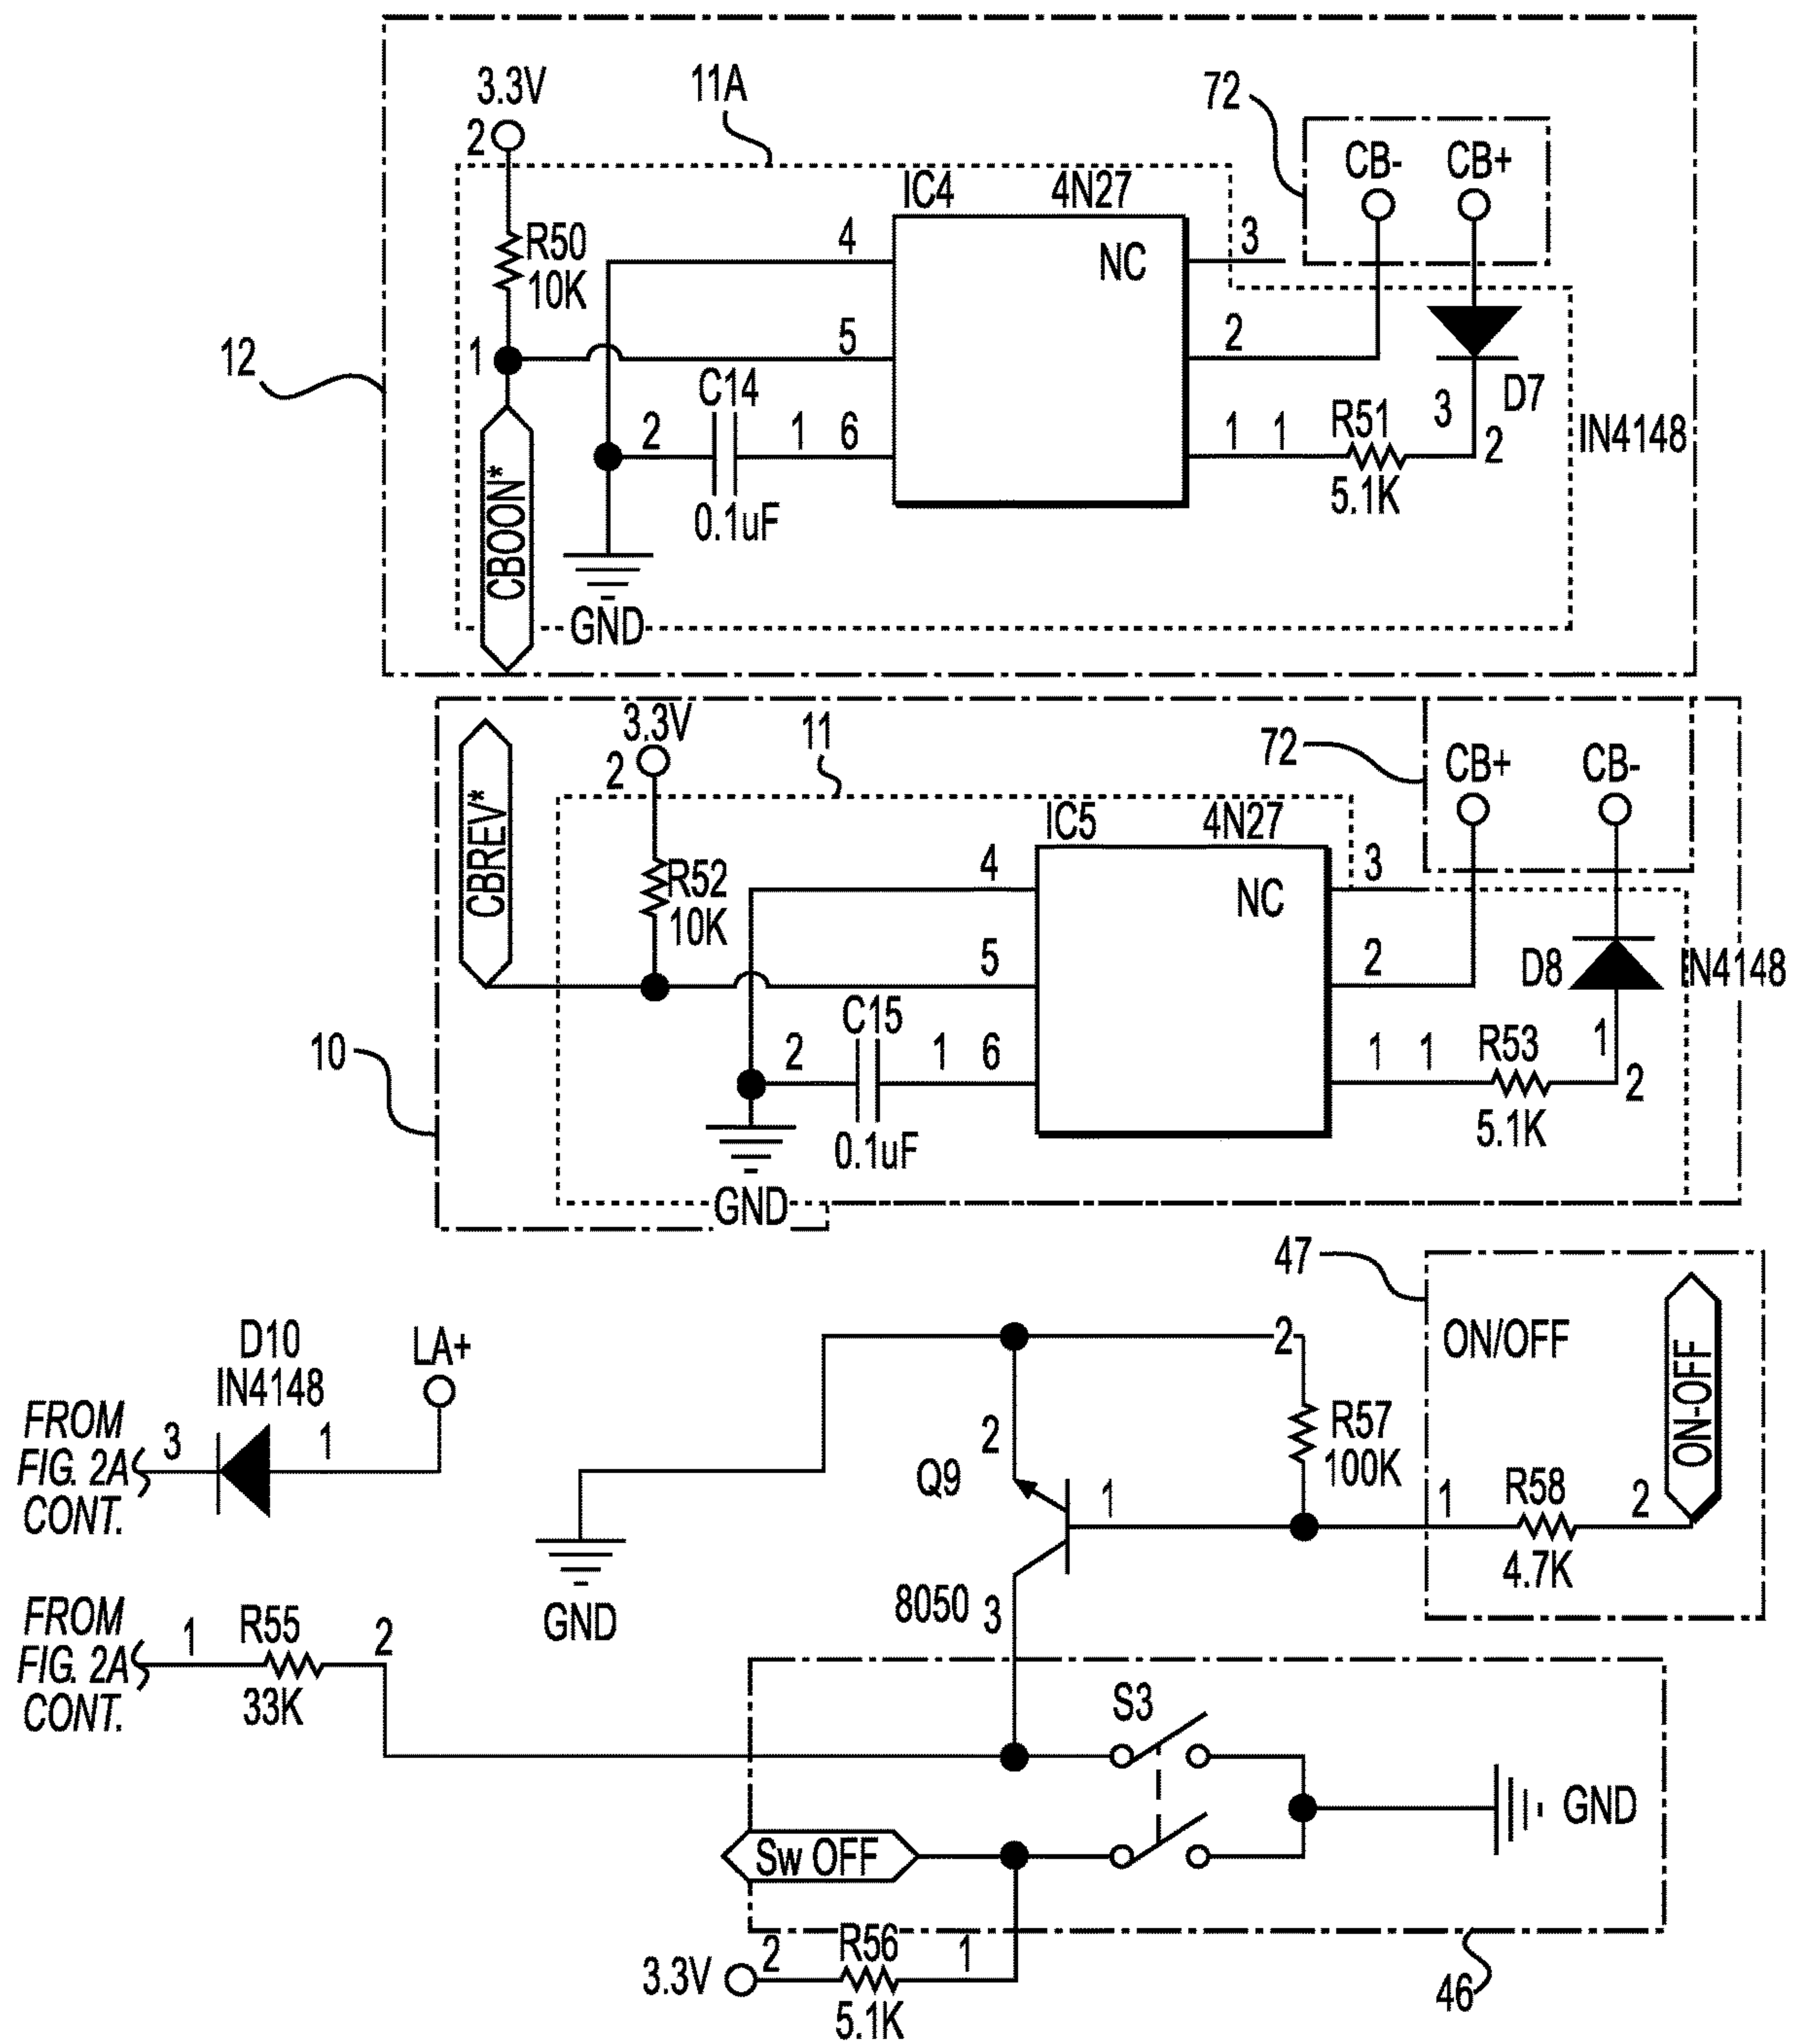 3.3V
2
11A
72
CB- CB+
IC4 4N27
NC
R50
10K
4
3
12
1
5
2
C14
2
1 6
0.1uF
1 1
R51
5.1K
3
D7
2
IN4148
CBOON*
GND
CBREV*
3.3V
2
11
72
CB+ CB-
IC5 4N27
NC
R52
10K
4
3
5
2
D8
IN4148
10
C15
2
1 6
0.1uF
1 1
R53
5.1K
1
2
GND
47
D10
IN4148
LA+
FROM
FIG. 2A
CONT.
3
1
2
ON/OFF
ON-OFF
2
Q9
1
R57
100K
1
R58
2
4.7K
8050
3
GND
FROM
FIG. 2A
CONT.
1
R55
2
33K
S3
Sw OFF
GND
3.3V
2
R56
1
5.1K
46